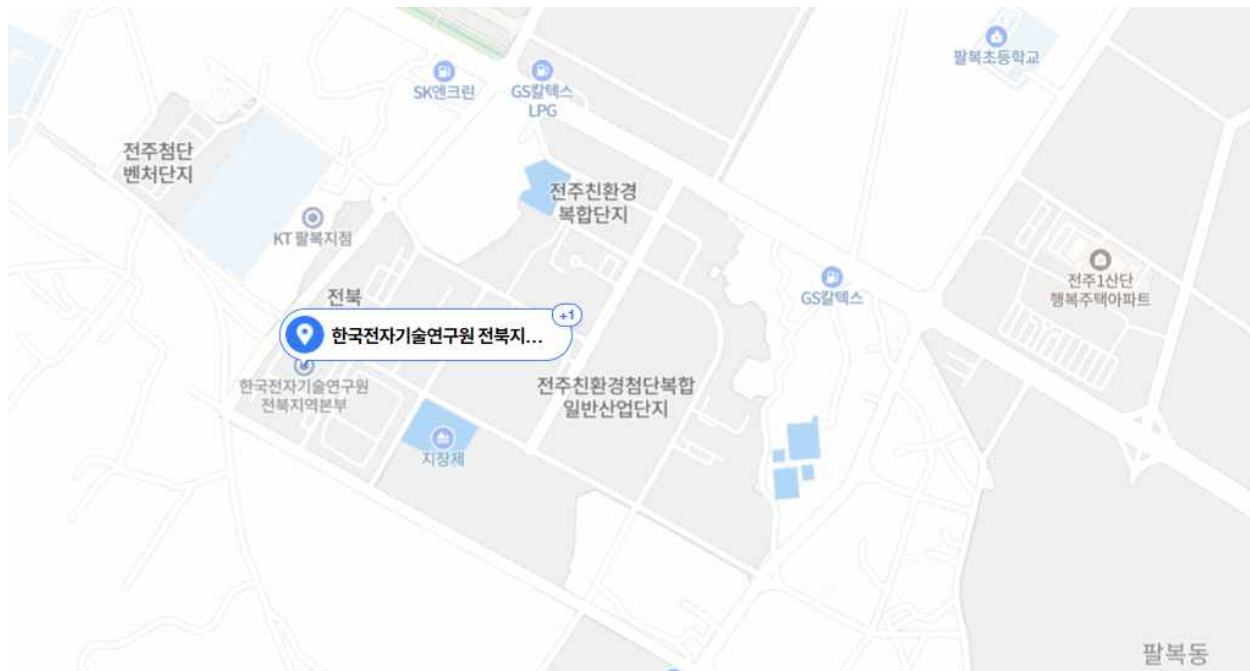 팔복초등학교
SK엔크린
GS칼텍스
LPG
전주첨단
벤처단지
전주친환경
복합단지
KT 팔복지점
전주1산단
행복주택아파트
GS칼텍스
전북
+1
한국전자기술연구원 전북지...
한국전자기술연구원
전북지역본부
전주친환경첨단복합
일반산업단지
지장제
팔복동